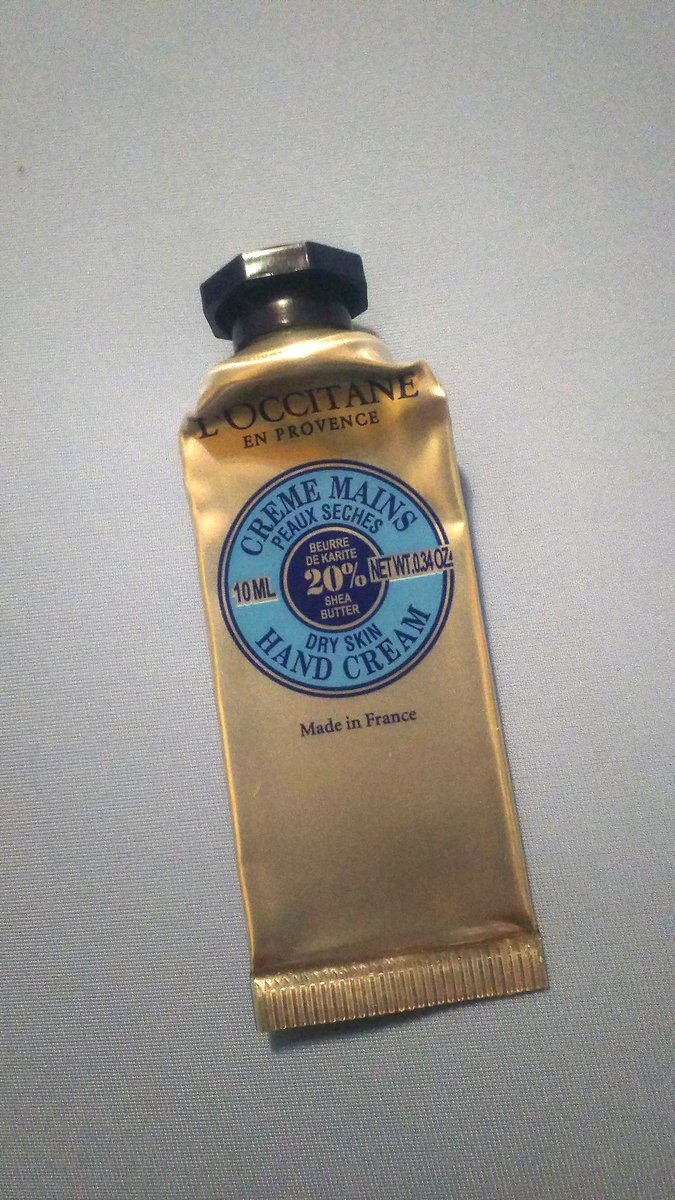 L'OCCITANE
EN PROVENCE
CREME MAINS
PEAUX SECHES
BEURRE
DE KARITE
10 ML
20%
NET WT. 0.34 OZ.
SHEA
BUTTER
DRY SKIN
HAND CREAM
Made in France